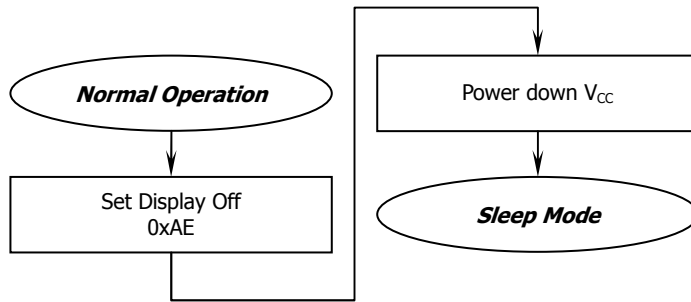 Normal Operation
Set Display Off
0xAE
Power down VCC
Sleep Mode